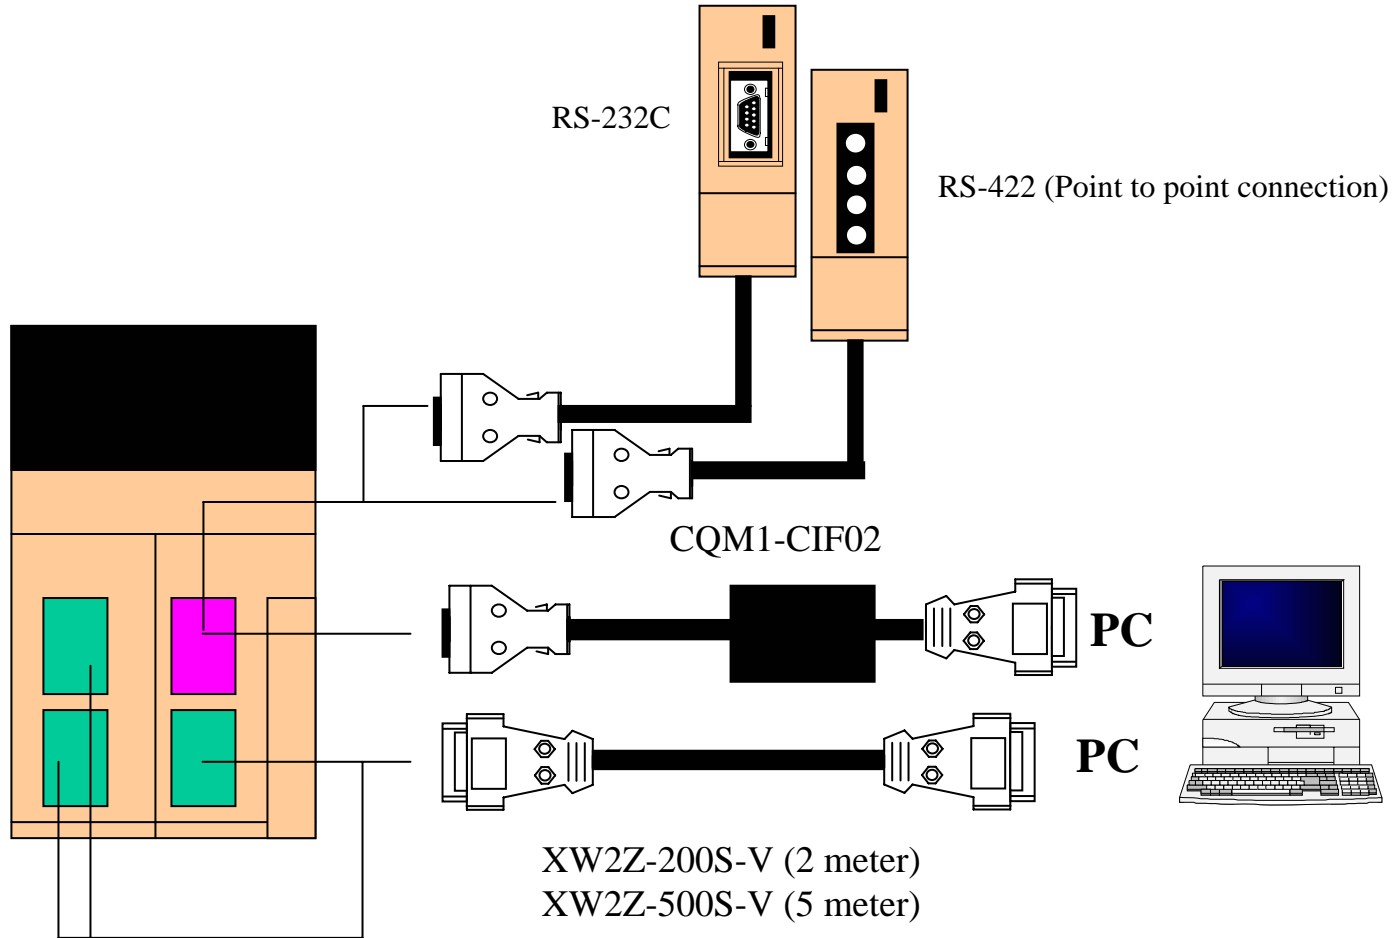 RS-232C
RS-422 (Point to point connection)
CQM1-CIF02
PC
PC
XW2Z-200S-V (2 meter)
XW2Z-500S-V (5 meter)